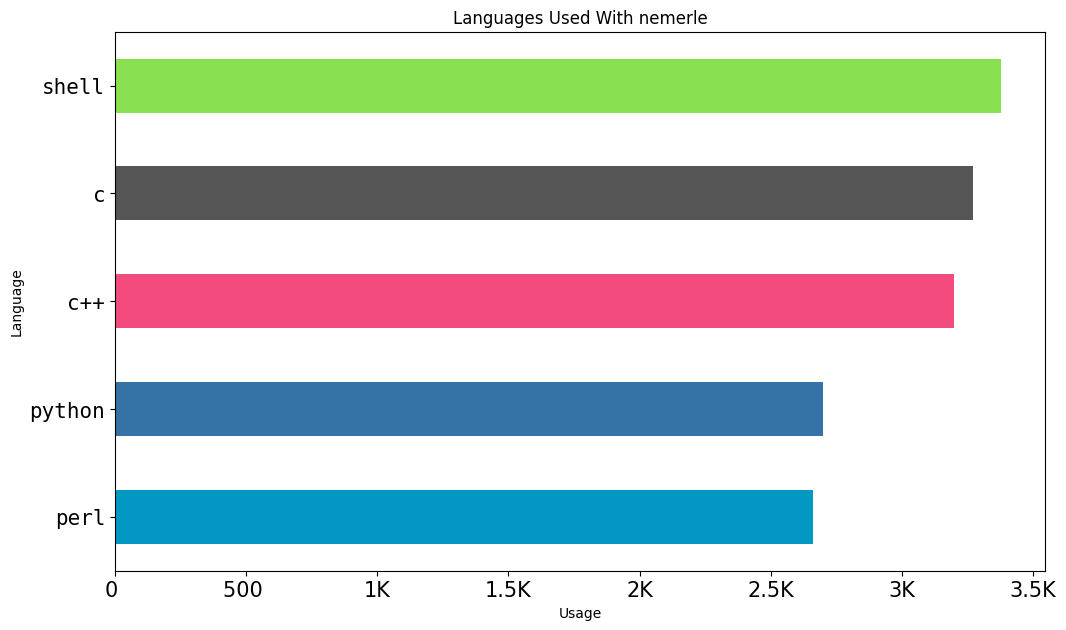 Languages Used With nemerle
shell
c
c++
python
perl
Language
0 500 1K 1.5K 2K 2.5K 3K 3.5K
Usage